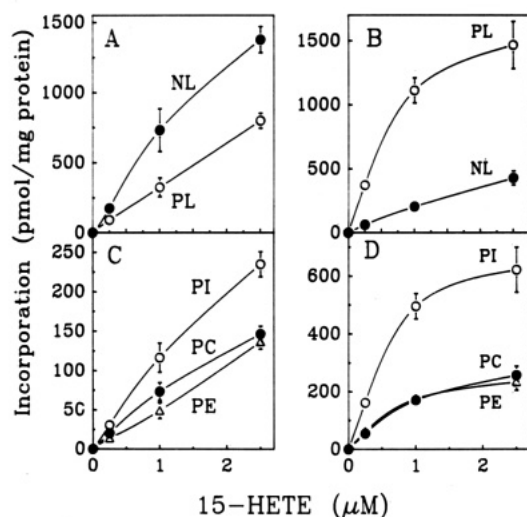 A
B
1500
1000
500
0
NL
PL
1500
1000
500
0
PL
NL
C
D
250
200
150
100
50
0
PI
PC
PE
600
400
200
0
PI
PC
PE
0 1 2
0 1 2
Incorporation (pmol/mg protein)
15-HETE (μM)